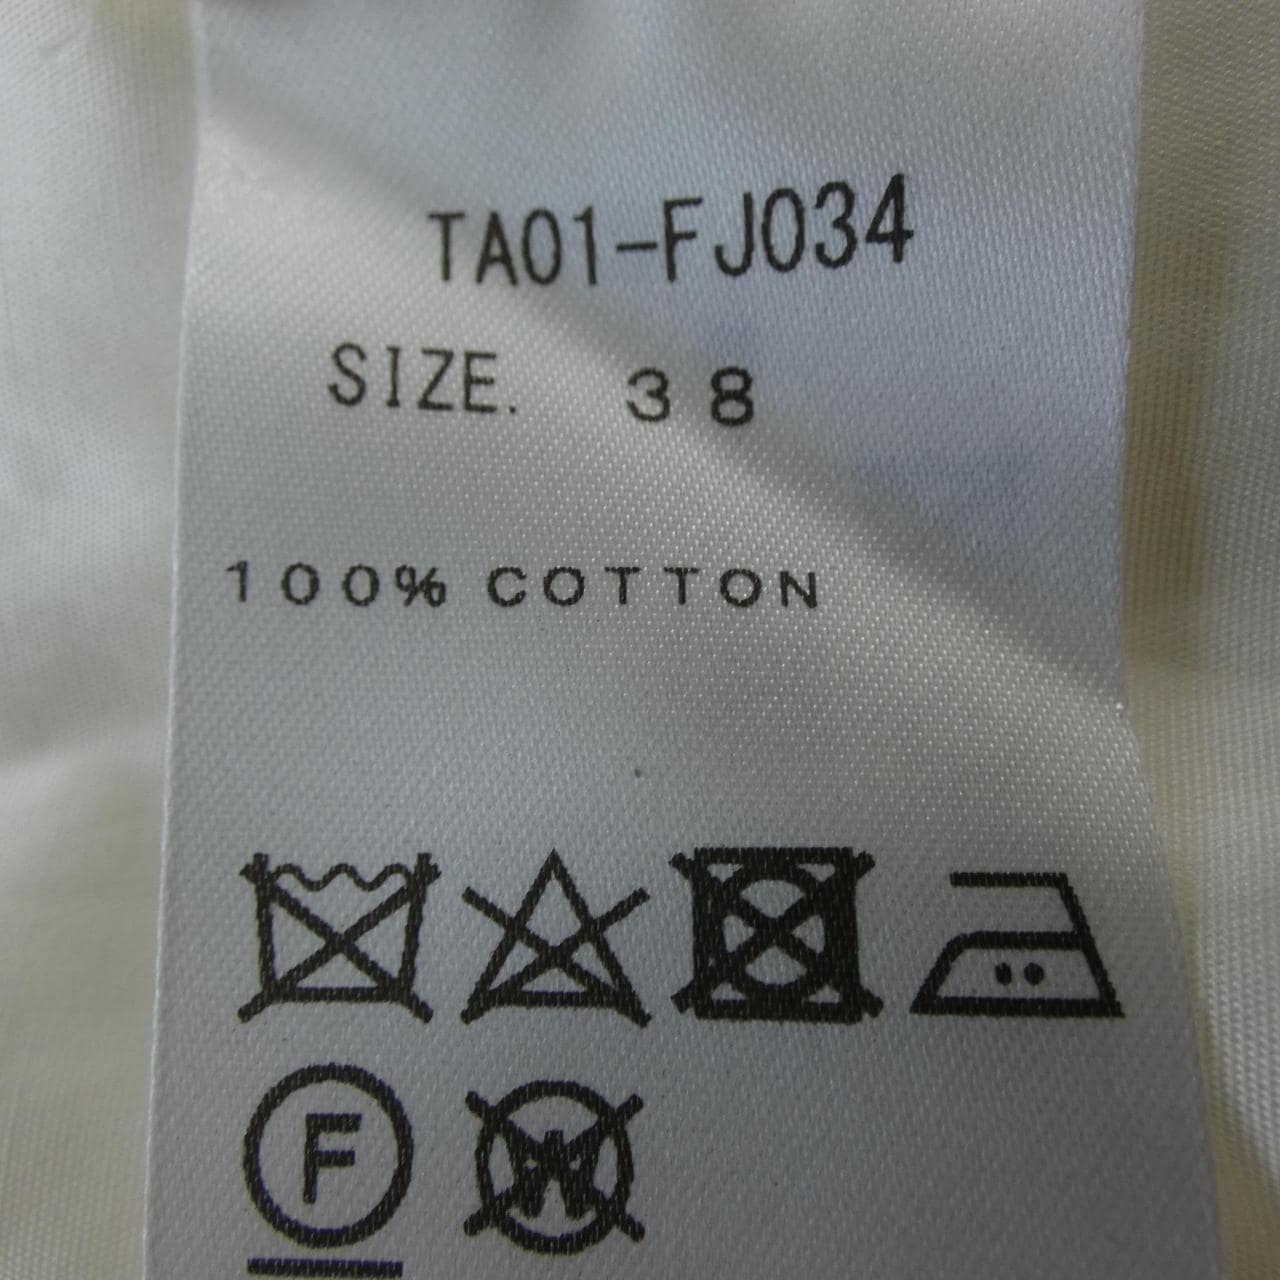 TA01-FJ034
SIZE. 38
100% COTTON
F
W